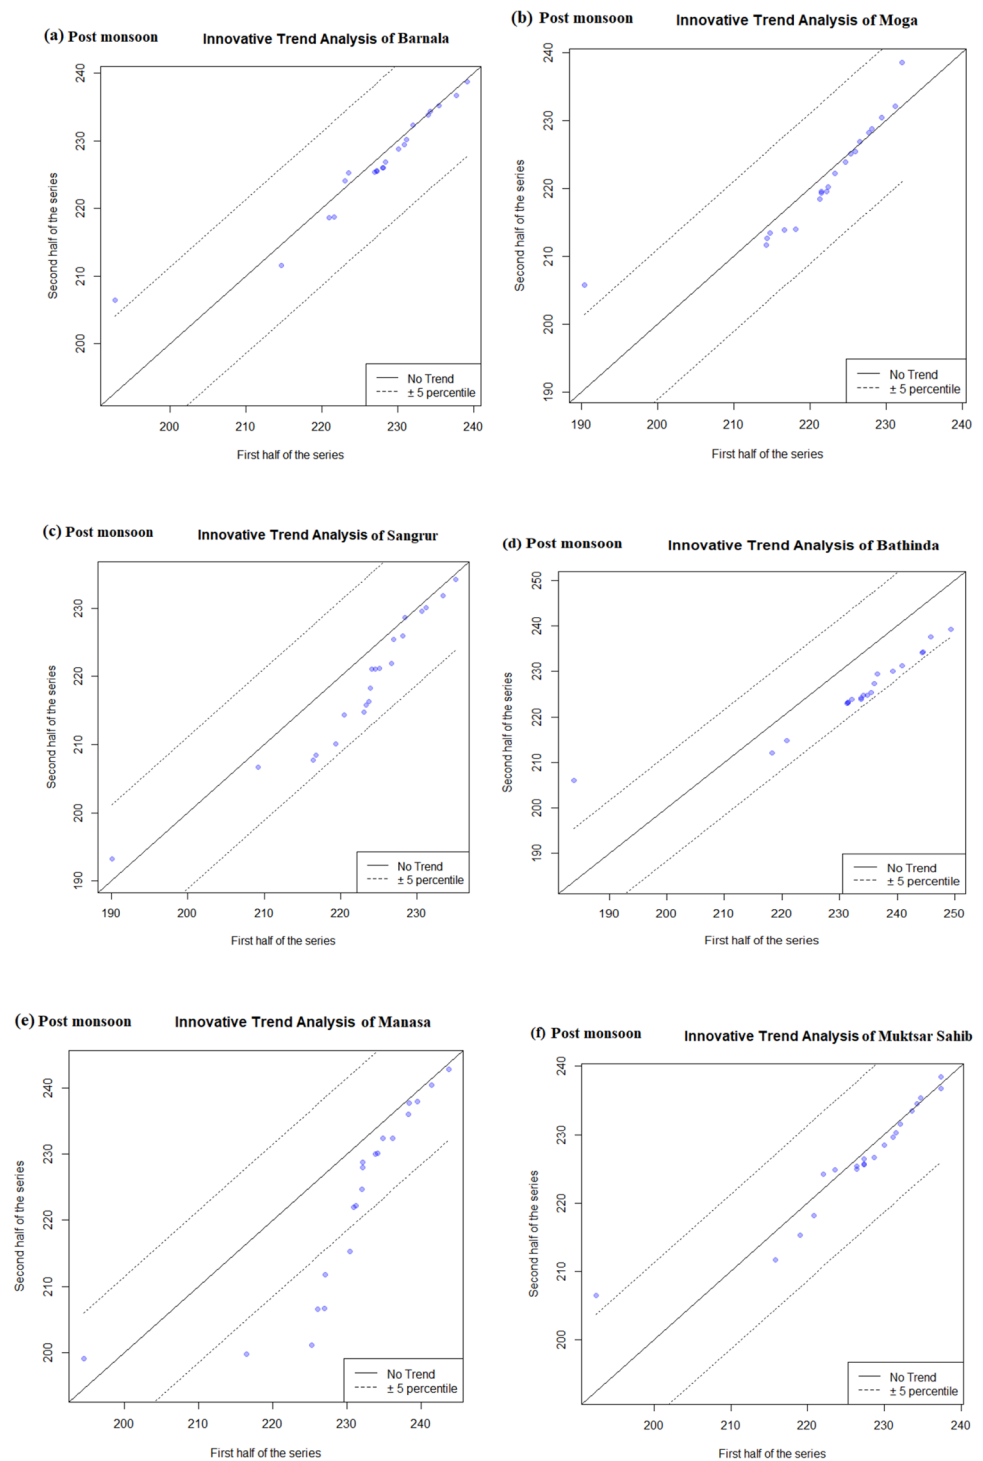 (a) Post monsoon Innovative Trend Analysis of Barnala
Second half of the series
240
230
220
210
200
No Trend
± 5 percentile
200 210 220 230 240
First half of the series
(b) Post monsoon Innovative Trend Analysis of Moga
Second half of the series
240
230
220
210
200
190
No Trend
± 5 percentile
190 200 210 220 230 240
First half of the series
(c) Post monsoon Innovative Trend Analysis of Sangrur
Second half of the series
230
220
210
200
190
No Trend
± 5 percentile
190 200 210 220 230
First half of the series
(d) Post monsoon Innovative Trend Analysis of Bathinda
Second half of the series
250
240
230
220
210
200
190
No Trend
± 5 percentile
190 200 210 220 230 240 250
First half of the series
(e) Post monsoon Innovative Trend Analysis of Manasa
Second half of the series
240
230
220
210
200
No Trend
± 5 percentile
200 210 220 230 240
First half of the series
(f) Post monsoon Innovative Trend Analysis of Muktsar Sahib
Second half of the series
240
230
220
210
200
No Trend
± 5 percentile
200 210 220 230 240
First half of the series